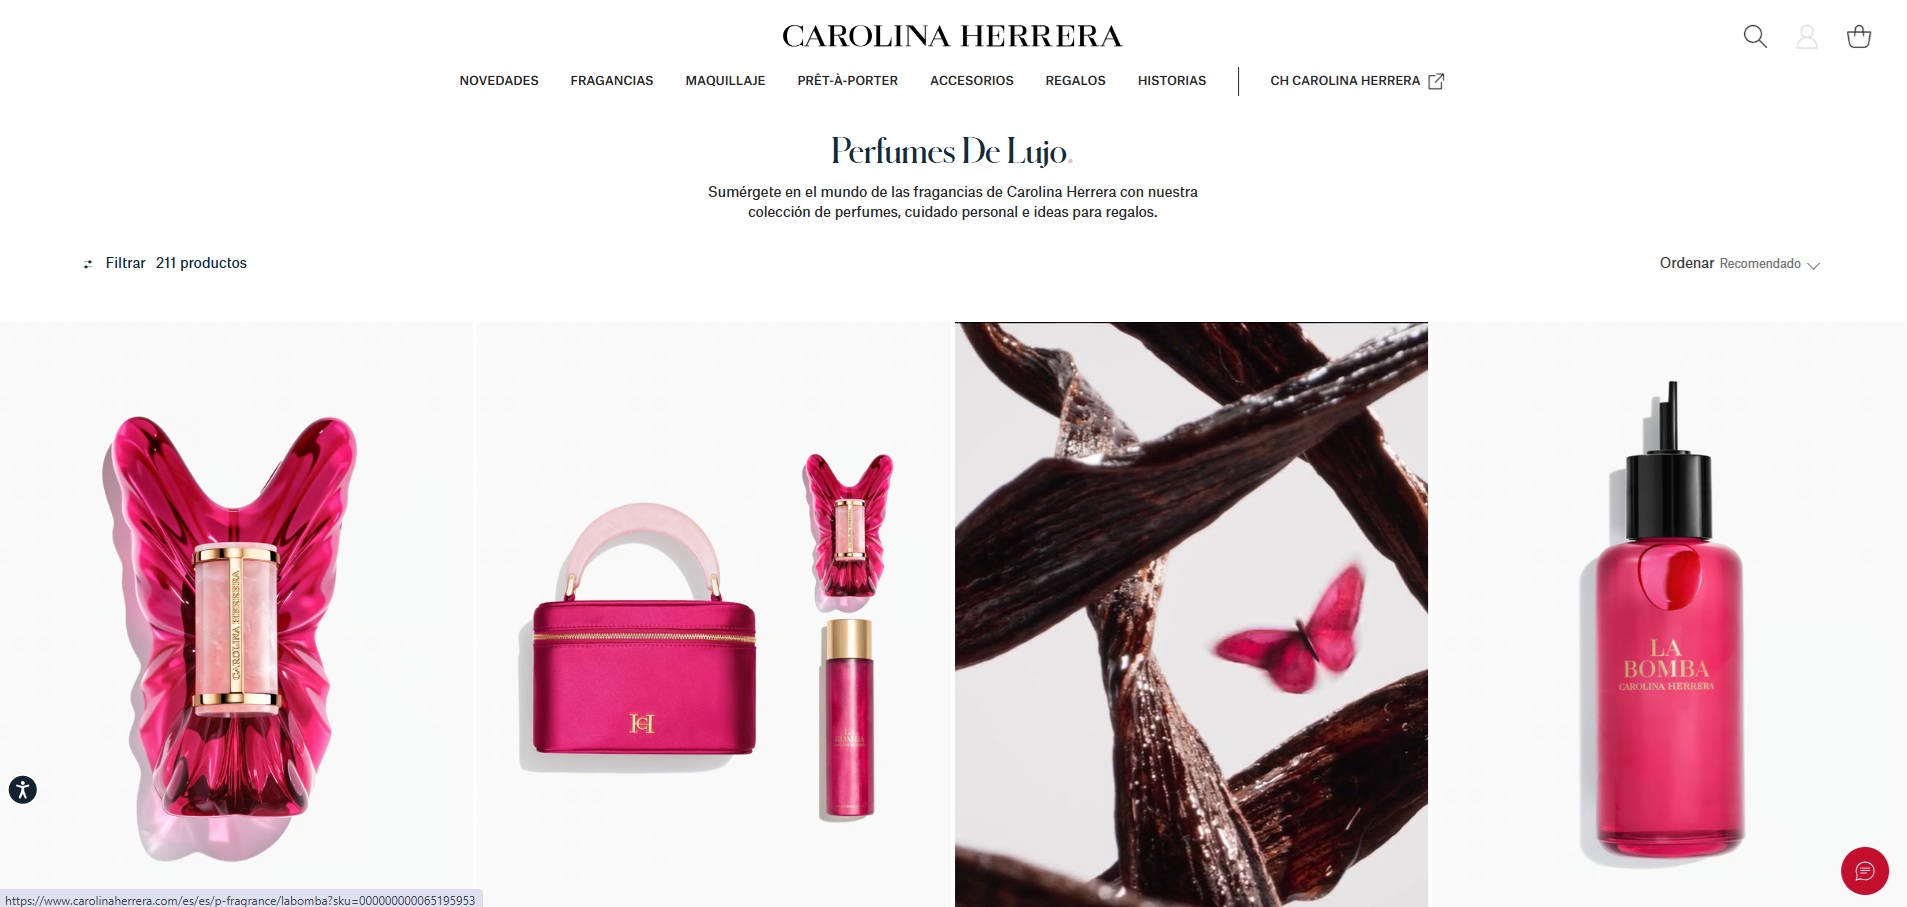 CAROLINA HERRERA
NOVEDADES FRAGANCIAS MAQUILLAJE PRÊT-À-PORTER ACCESORIOS REGALOS HISTORIAS CH CAROLINA HERRERA
Perfumes De Lujo.
Sumérgete en el mundo de las fragancias de Carolina Herrera con nuestra
colección de perfumes, cuidado personal e ideas para regalos.
Filtrar 211 productos
Ordenar Recomendado
CAROLINA HERRERA
CH
LA
BOMBA
LA
BOMBA
CAROLINA HERRERA
https://www.carolinaherrera.com/es/es/p-fragrance/labomba?sku=000000000065195953